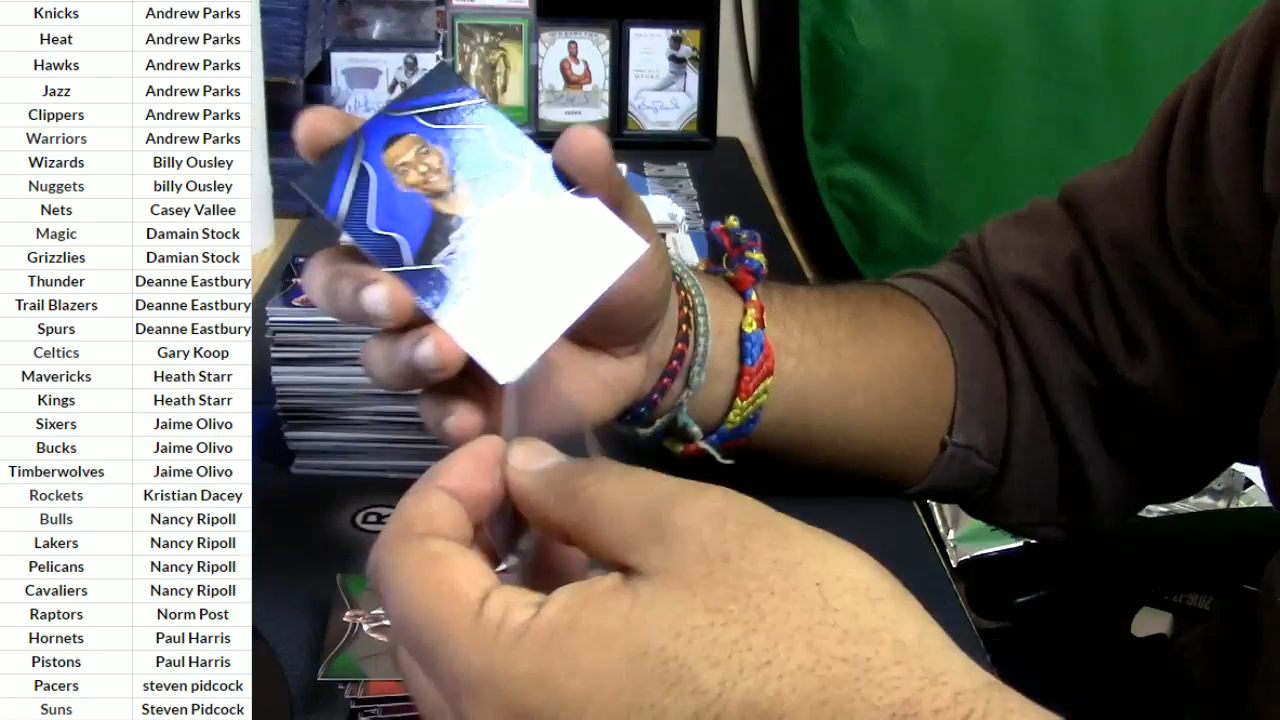 Knicks Andrew Parks
Heat Andrew Parks
Hawks Andrew Parks
Jazz Andrew Parks
Clippers Andrew Parks
Warriors Andrew Parks
Wizards Billy Ousley
Nuggets billy Ousley
Nets Casey Vallee
Magic Damain Stock
Grizzlies Damian Stock
Thunder Deanne Eastbury
Trail Blazers Deanne Eastbury
Spurs Deanne Eastbury
Celtics Gary Koop
Mavericks Heath Starr
Kings Heath Starr
Sixers Jaime Olivo
Bucks Jaime Olivo
Timberwolves Jaime Olivo
Rockets Kristian Dacey
Bulls Nancy Ripoll
Lakers Nancy Ripoll
Pelicans Nancy Ripoll
Cavaliers Nancy Ripoll
Raptors Norm Post
Hornets Paul Harris
Pistons Paul Harris
Pacers steven pidcock
Suns Steven Pidcock
®
2016-17